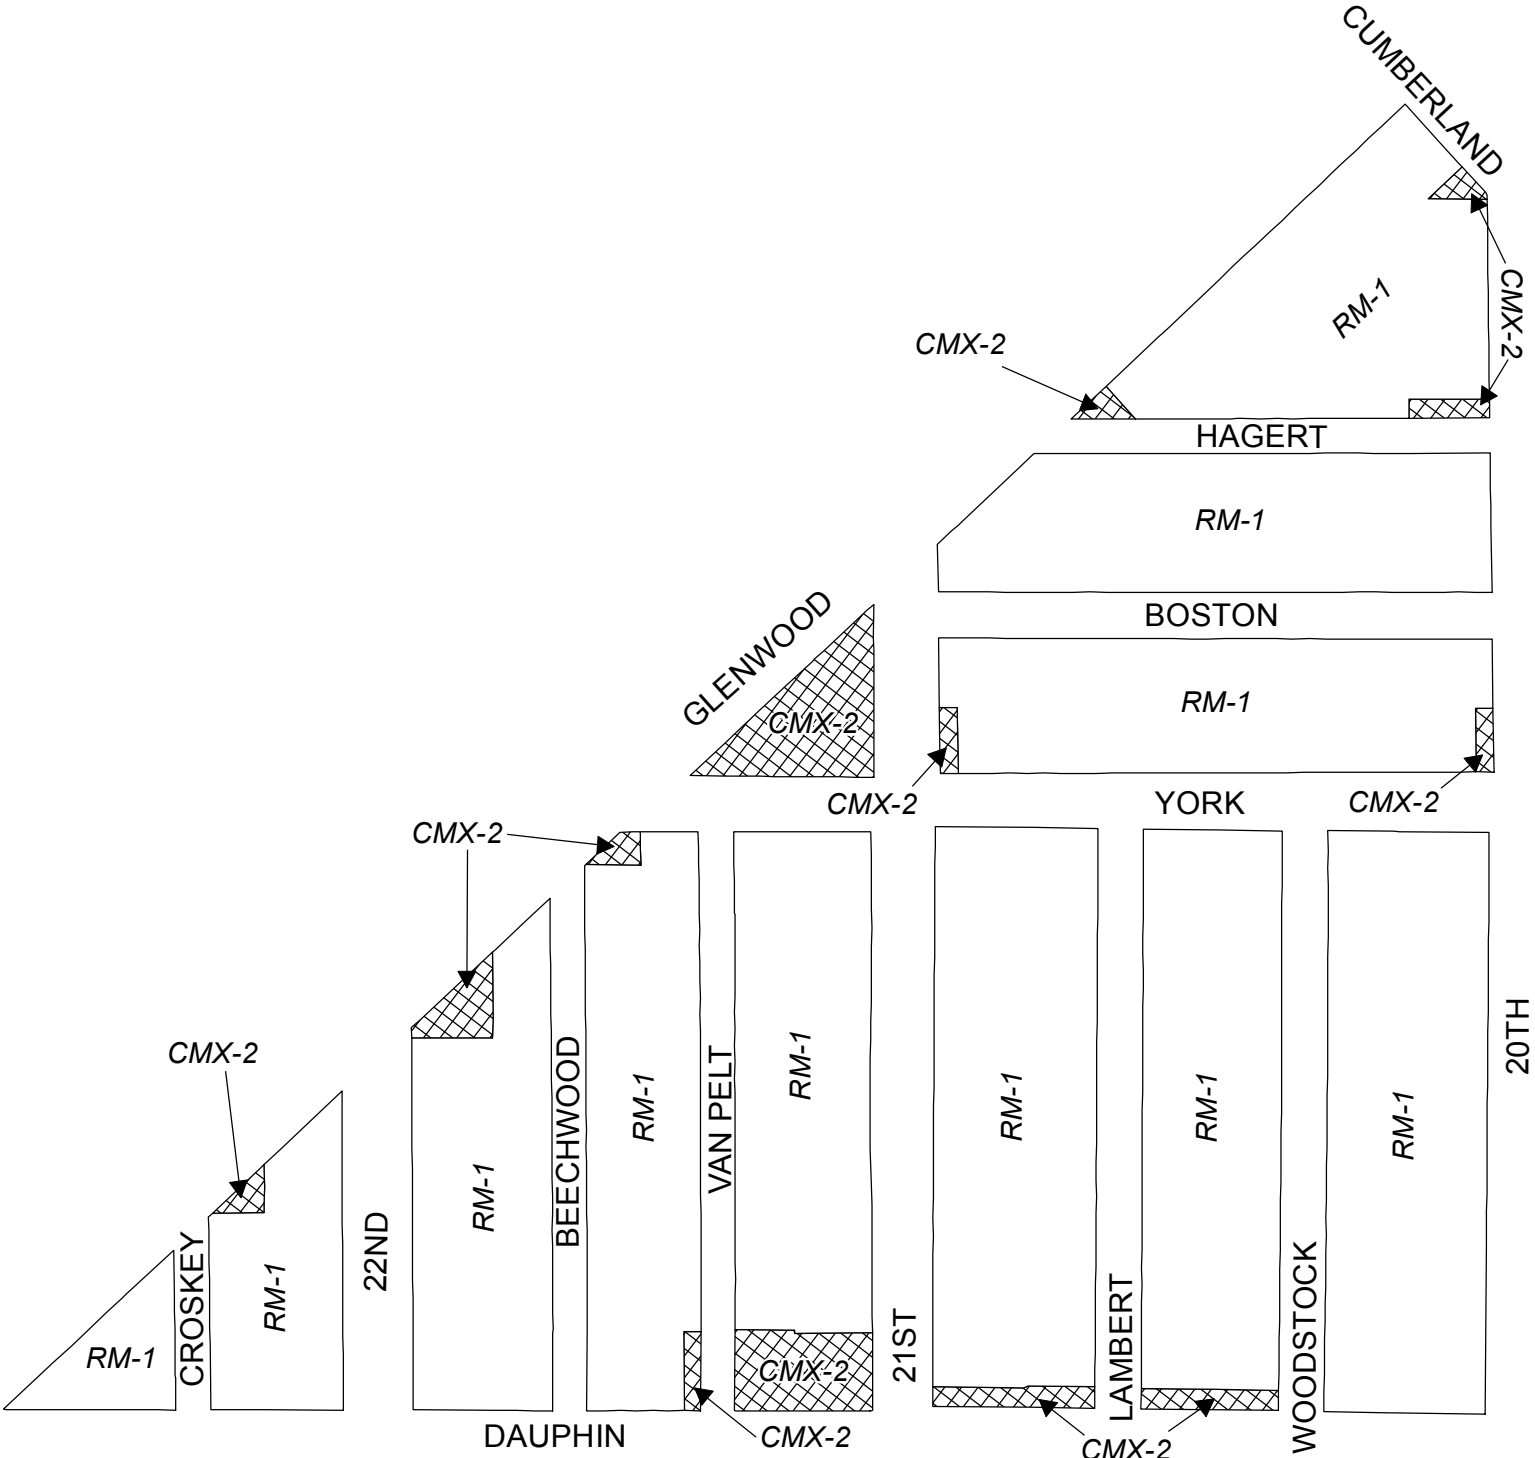 CUMBERLAND
CMX-2
RM-1
CMX-2
HAGERT
RM-1
BOSTON
GLENWOOD
RM-1
CMX-2
CMX-2
YORK
CMX-2
CMX-2
20TH
CMX-2
BEECHWOOD
VAN PELT
RM-1
RM-1
RM-1
RM-1
RM-1
RM-1
22ND
CROSKEY
RM-1
RM-1
CMX-2
21ST
LAMBERT
WOODSTOCK
DAUPHIN
CMX-2
CMX-2